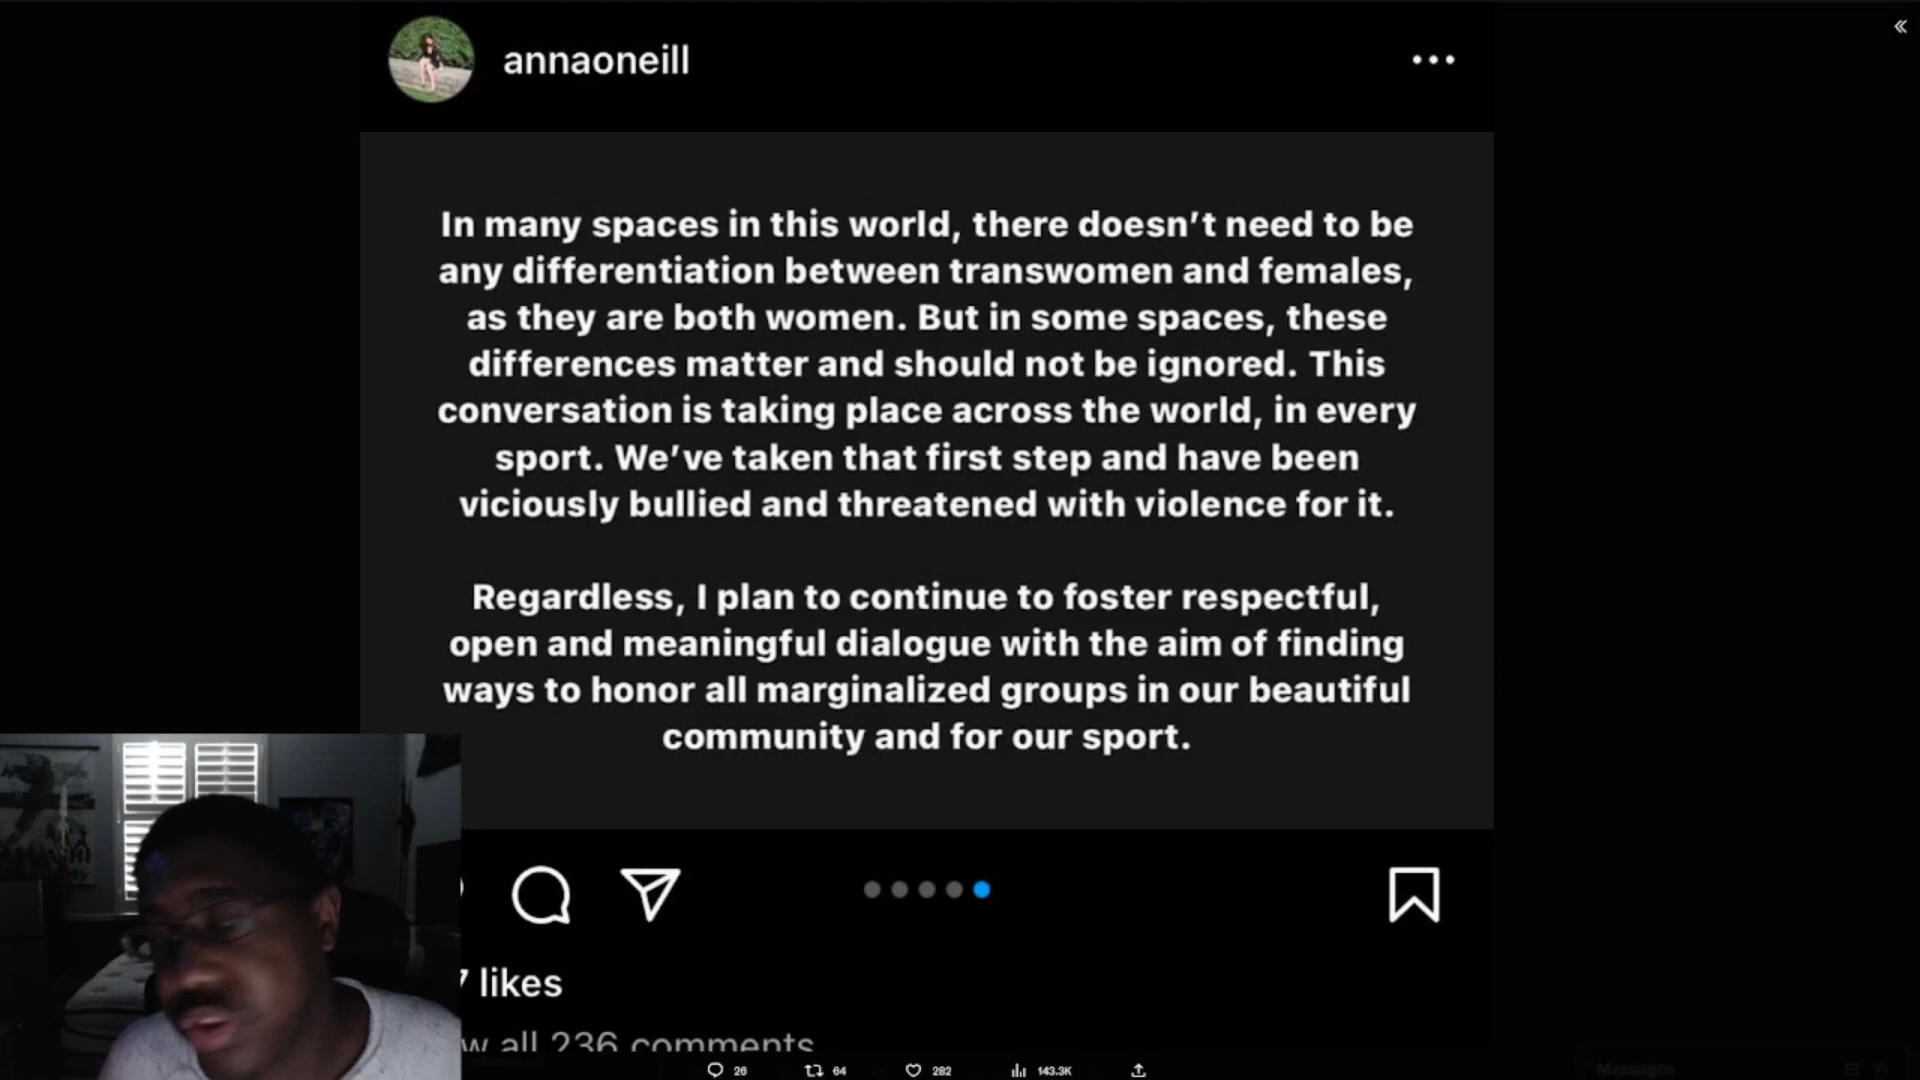 annaoneill
In many spaces in this world, there doesn't need to be
any differentiation between transwomen and females,
as they are both women. But in some spaces, these
differences matter and should not be ignored. This
conversation is taking place across the world, in every
sport. We've taken that first step and have been
viciously bullied and threatened with violence for it.
Regardless, I plan to continue to foster respectful,
open and meaningful dialogue with the aim of finding
ways to honor all marginalized groups in our beautiful
community and for our sport.
7 likes
w all 236 comments
26 64 282 143.3K
Messages